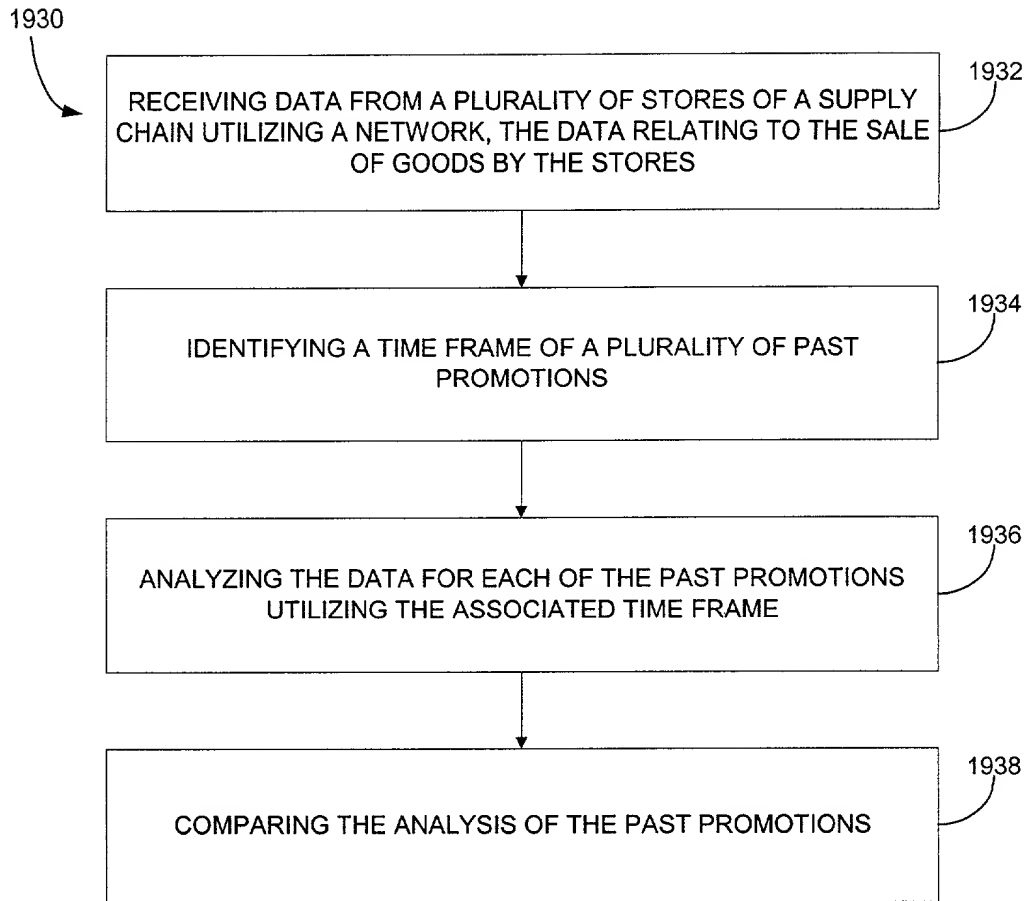 1930
1932
RECEIVING DATA FROM A PLURALITY OF STORES OF A SUPPLY
CHAIN UTILIZING A NETWORK, THE DATA RELATING TO THE SALE
OF GOODS BY THE STORES
1934
IDENTIFYING A TIME FRAME OF A PLURALITY OF PAST
PROMOTIONS
1936
ANALYZING THE DATA FOR EACH OF THE PAST PROMOTIONS
UTILIZING THE ASSOCIATED TIME FRAME
1938
COMPARING THE ANALYSIS OF THE PAST PROMOTIONS